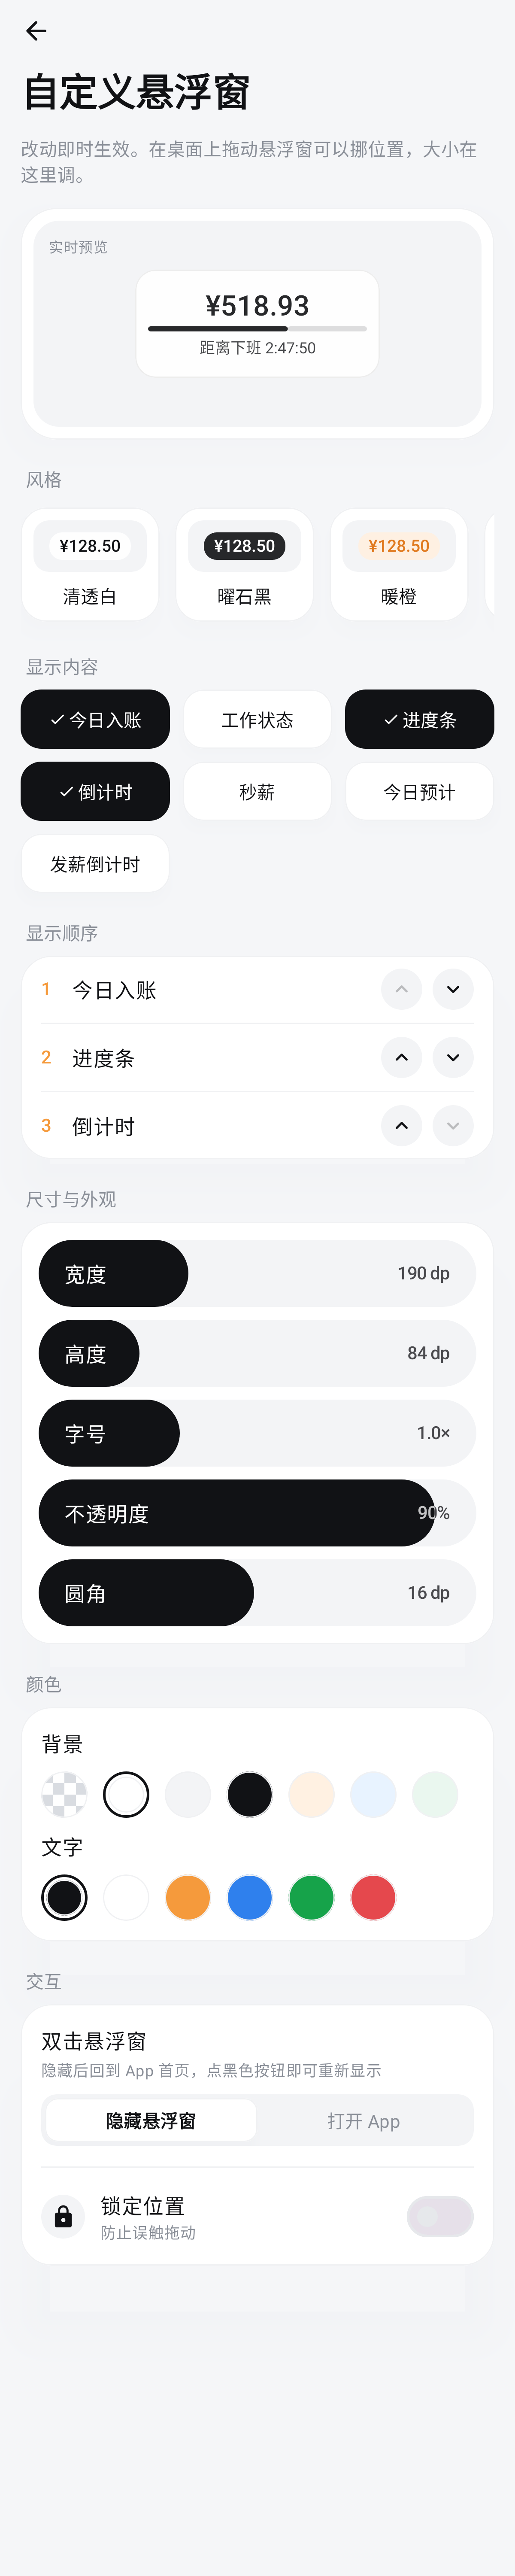 自定义悬浮窗
改动即时生效。在桌面上拖动悬浮窗可以挪位置，大小在
这里调。
实时预览
¥518.93
距离下班 2:47:50
风格
¥128.50 ¥128.50 ¥128.50
清透白 曜石黑 暖橙
显示内容
今日入账 工作状态 进度条
倒计时 秒薪 今日预计
发薪倒计时
显示顺序
1 今日入账
2 进度条
3 倒计时
尺寸与外观
宽度 190 dp
高度 84 dp
字号 1.0×
不透明度 90%
圆角 16 dp
颜色
背景
文字
交互
双击悬浮窗
隐藏后回到 App 首页，点黑色按钮即可重新显示
隐藏悬浮窗 打开 App
锁定位置
防止误触拖动